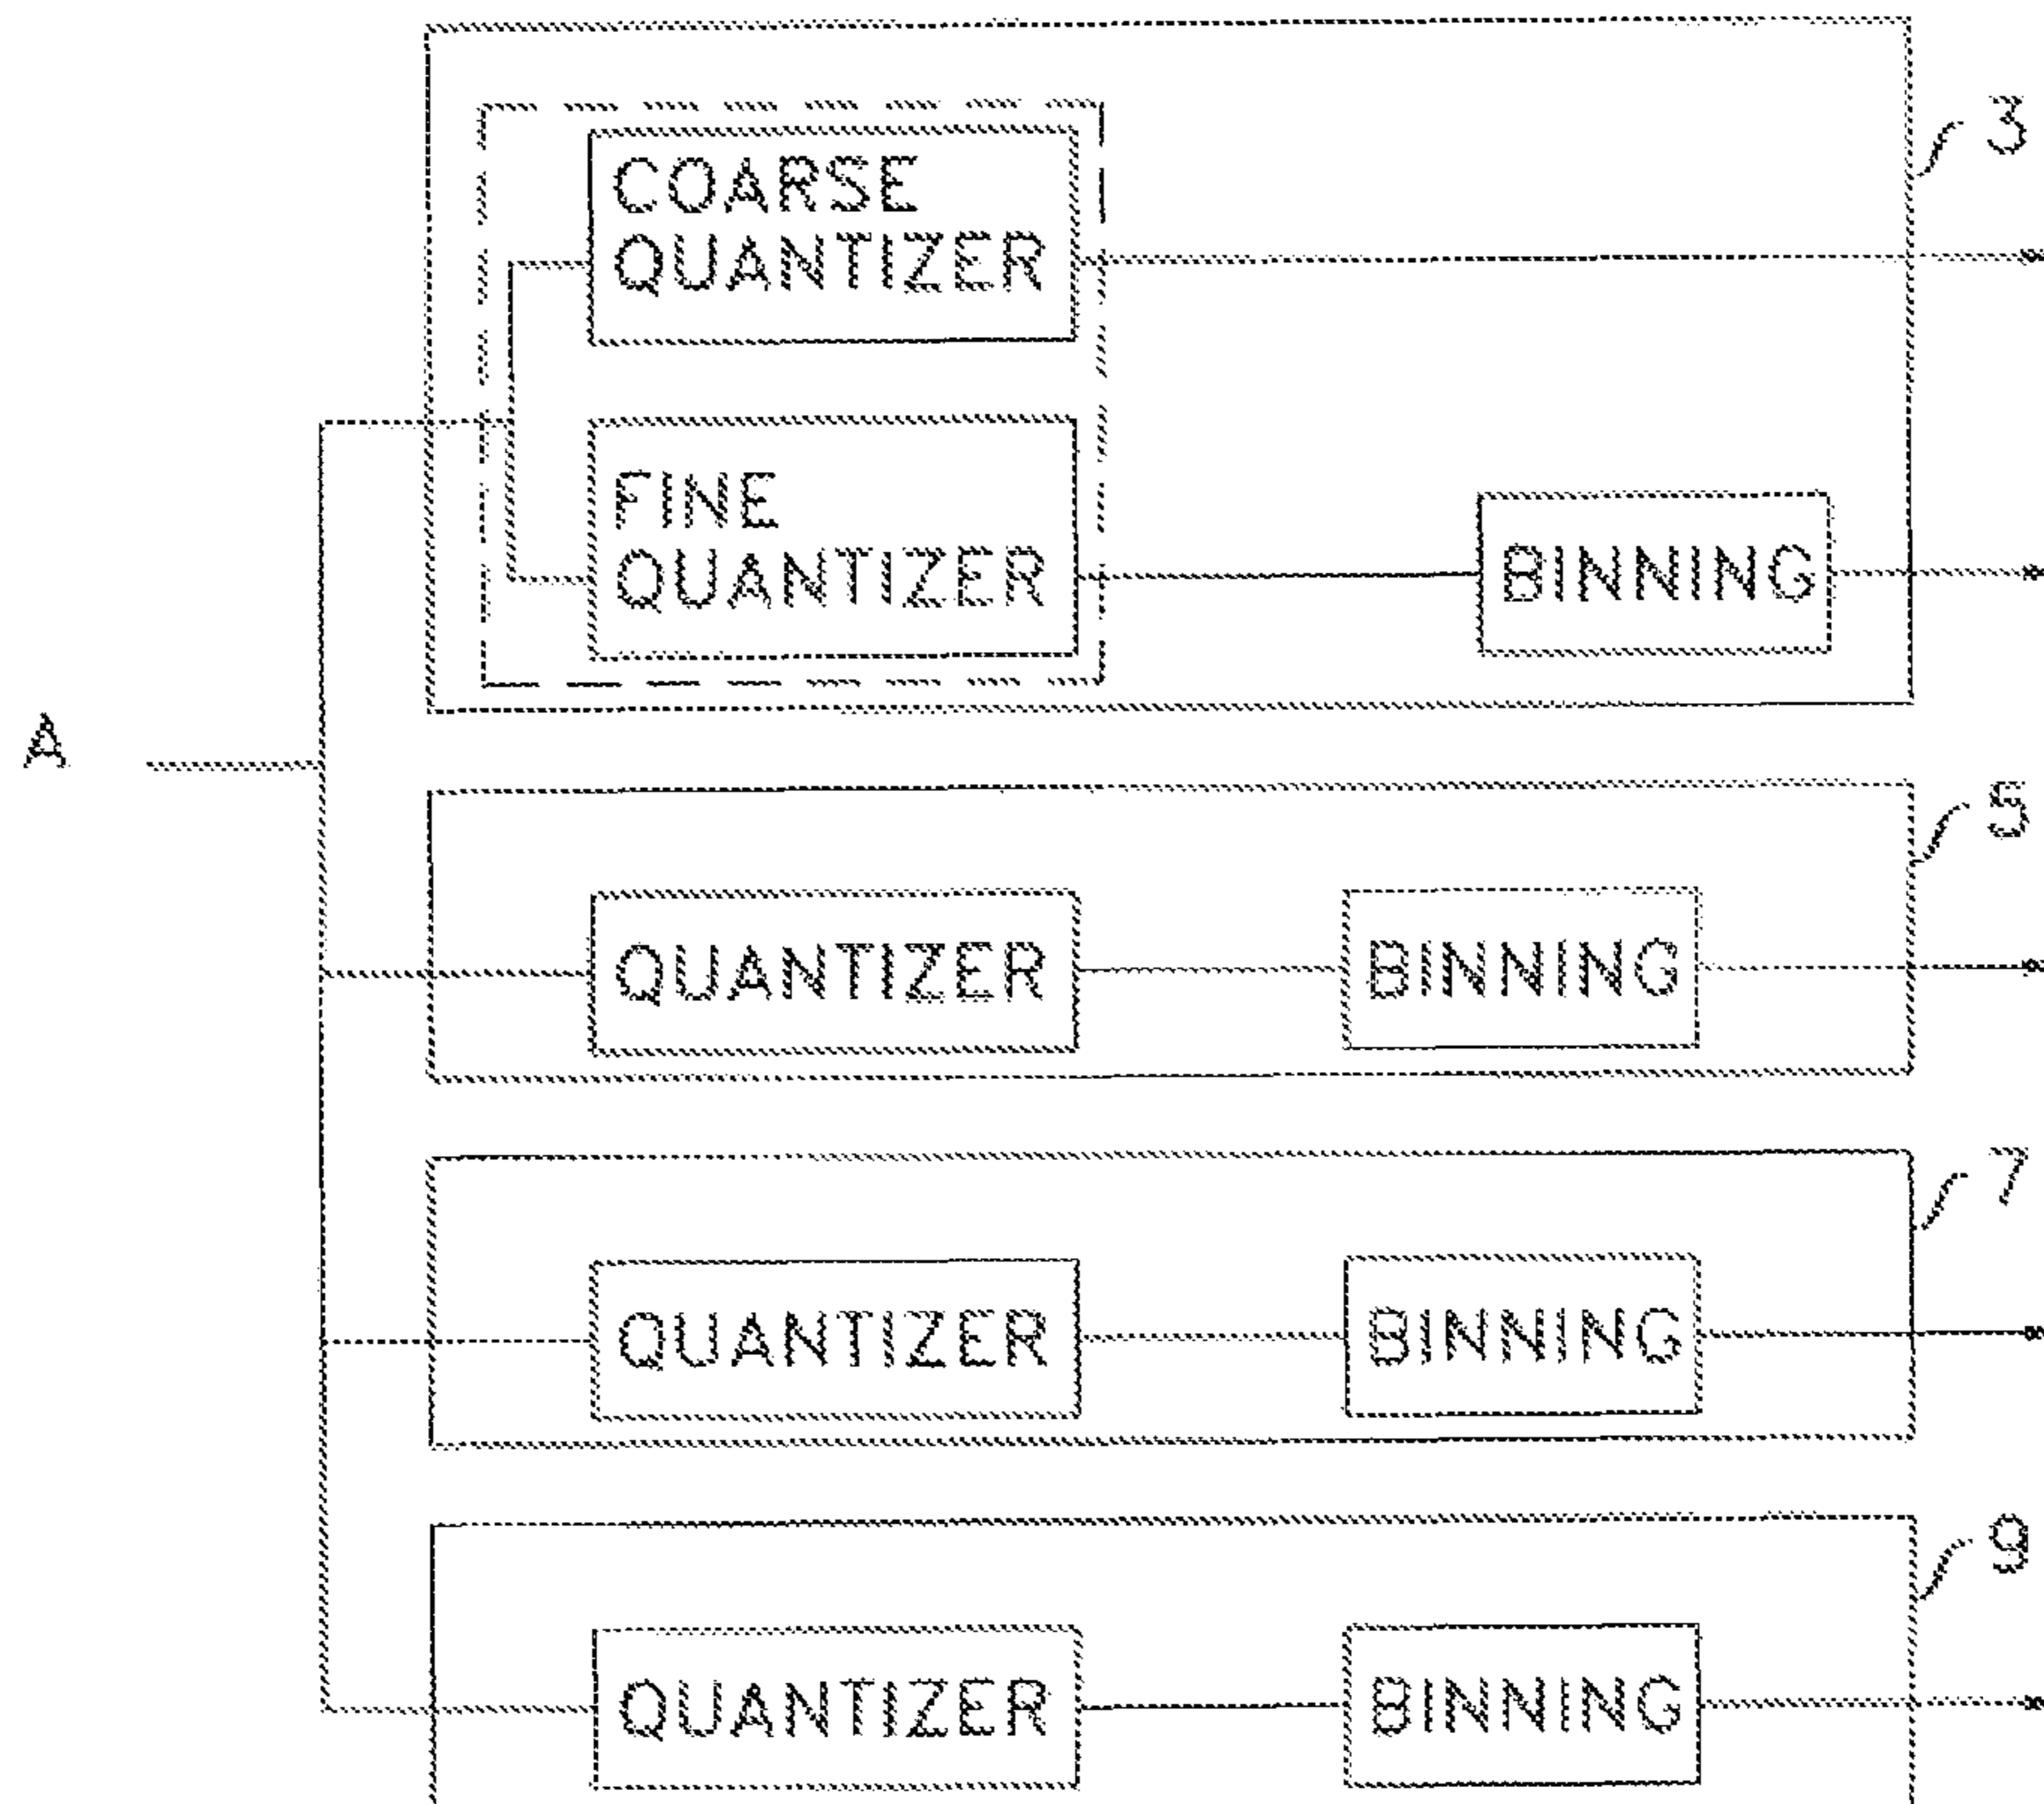 3
COARSE
QUANTIZER
FINE
QUANTIZER
BINNING
A
5
QUANTIZER
BINNING
7
QUANTIZER
BINNING
9
QUANTIZER
BINNING